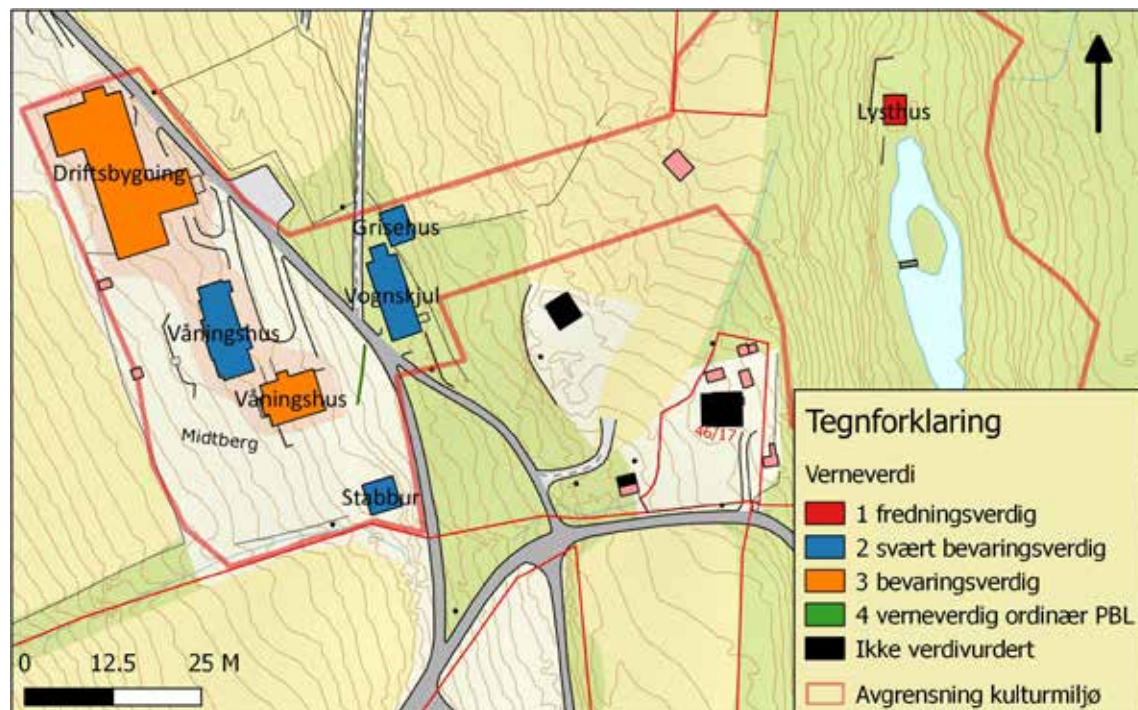 Lysthus
Driftsbygning
Grisehus
Vognskjul
Våningshus
Våningshus
Midtberg
46/17
Stabbur
Tegnforklaring
Verneverdi
1 fredningsverdig
2 svært bevaringsverdig
3 bevaringsverdig
4 verneverdig ordinær PBL
Ikke verdivurdert
Avgrensning kulturmiljø
0 12.5 25 M